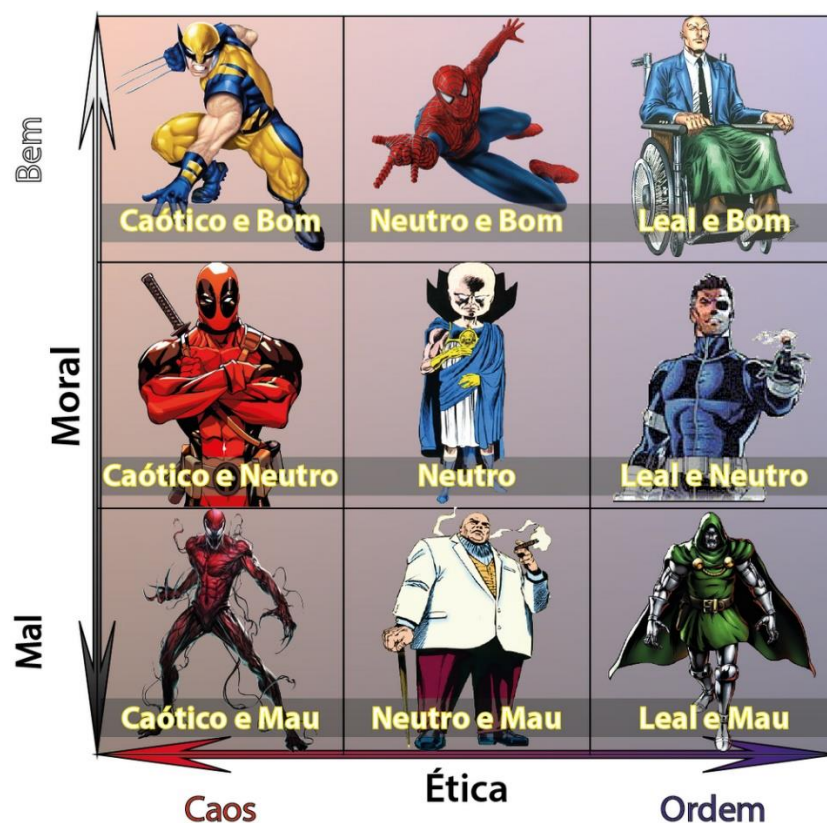 Bem
Caótico e Bom
Neutro e Bom
Leal e Bom
Moral
Caótico e Neutro
Neutro
Leal e Neutro
Mal
Caótico e Mau
Neutro e Mau
Leal e Mau
Caos
Ética
Ordem